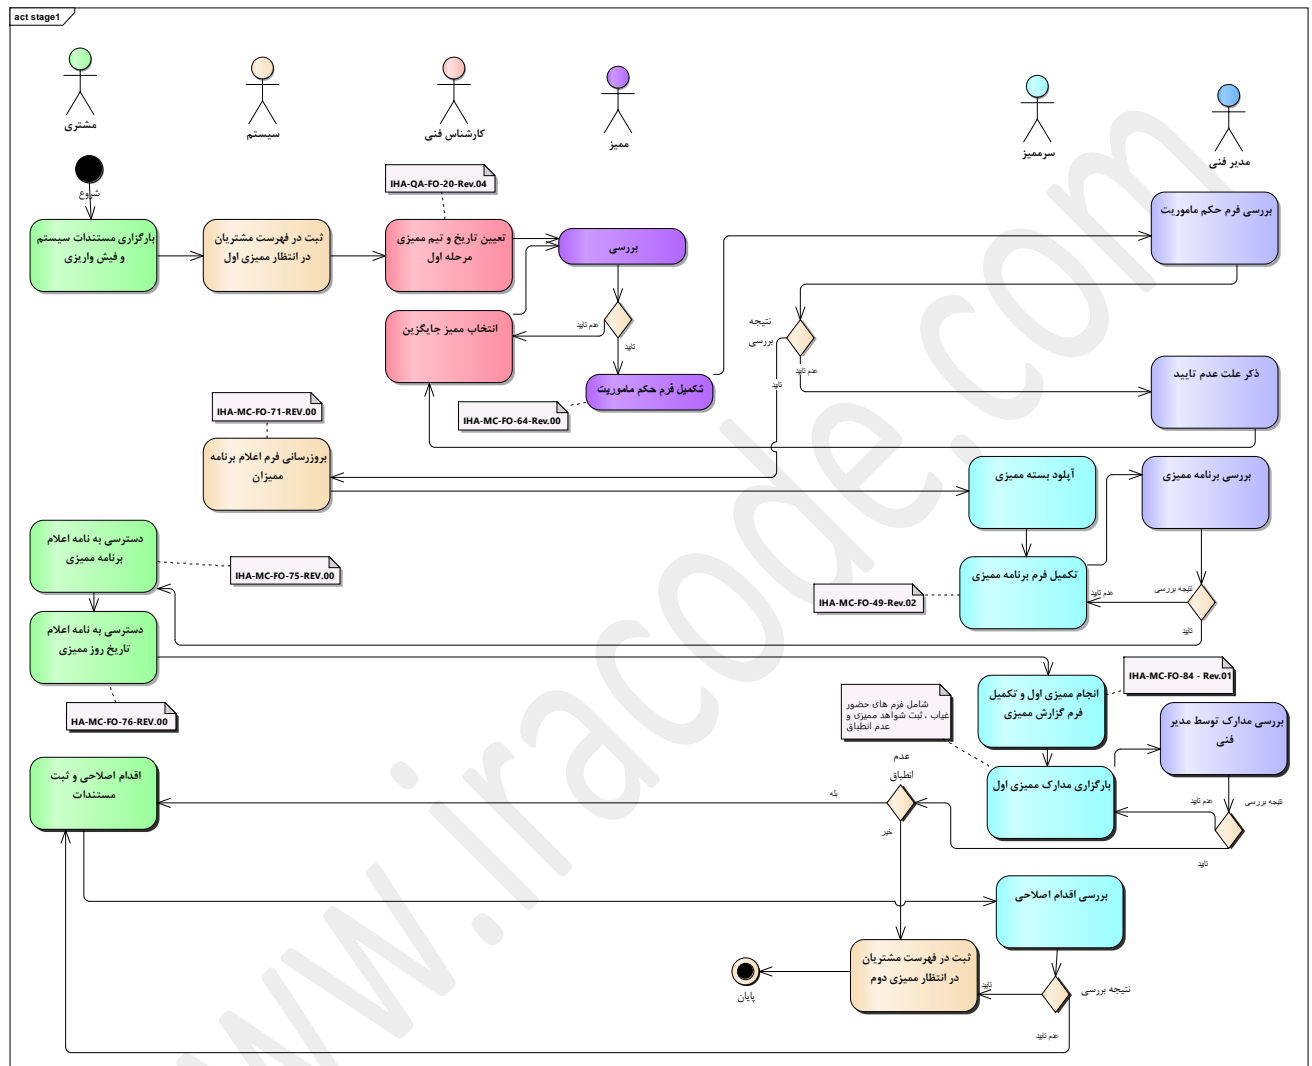 act stage1
مشتری
سیستم
کارشناس فنی
ممیز
سرممیز
مدیر فنی
شروع
IHA-QA-FO-20-Rev.04
بارگزاری مستندات سیستم
و فیش واریزی
ثبت در فهرست مشتریان
در انتظار ممیزی اول
تعیین تاریخ و تیم ممیزی
مرحله اول
بررسی
بررسی فرم حکم ماموریت
انتخاب ممیز جایگزین
عدم تایید
تایید
نتیجه
بررسی
عدم تایید
تایید
تکمیل فرم حکم ماموریت
ذکر علت عدم تایید
IHA-MC-FO-71-REV.00
IHA-MC-FO-64-Rev.00
بروزرسانی فرم اعلام برنامه
ممیزان
آپلود بسته ممیزی
بررسی برنامه ممیزی
دسترسی به نامه اعلام
برنامه ممیزی
IHA-MC-FO-75-REV.00
تکمیل فرم برنامه ممیزی
IHA-MC-FO-49-Rev.02
نتیجه بررسی
عدم تایید
تایید
دسترسی به نامه اعلام
تاریخ روز ممیزی
HA-MC-FO-76-REV.00
IHA-MC-FO-84 - Rev.01
انجام ممیزی اول و تکمیل
فرم گزارش ممیزی
شامل فرم های حضور
غیاب ، ثبت شواهد ممیزی و
عدم انطباق
بررسی مدارک توسط مدیر
فنی
اقدام اصلاحی و ثبت
مستندات
عدم
انطباق
بله
خیر
بارگزاری مدارک ممیزی اول
عدم تایید
نتیجه بررسی
تایید
بررسی اقدام اصلاحی
ثبت در فهرست مشتریان
در انتظار ممیزی دوم
پایان
تایید
نتیجه بررسی
عدم تایید
www.iracode.com